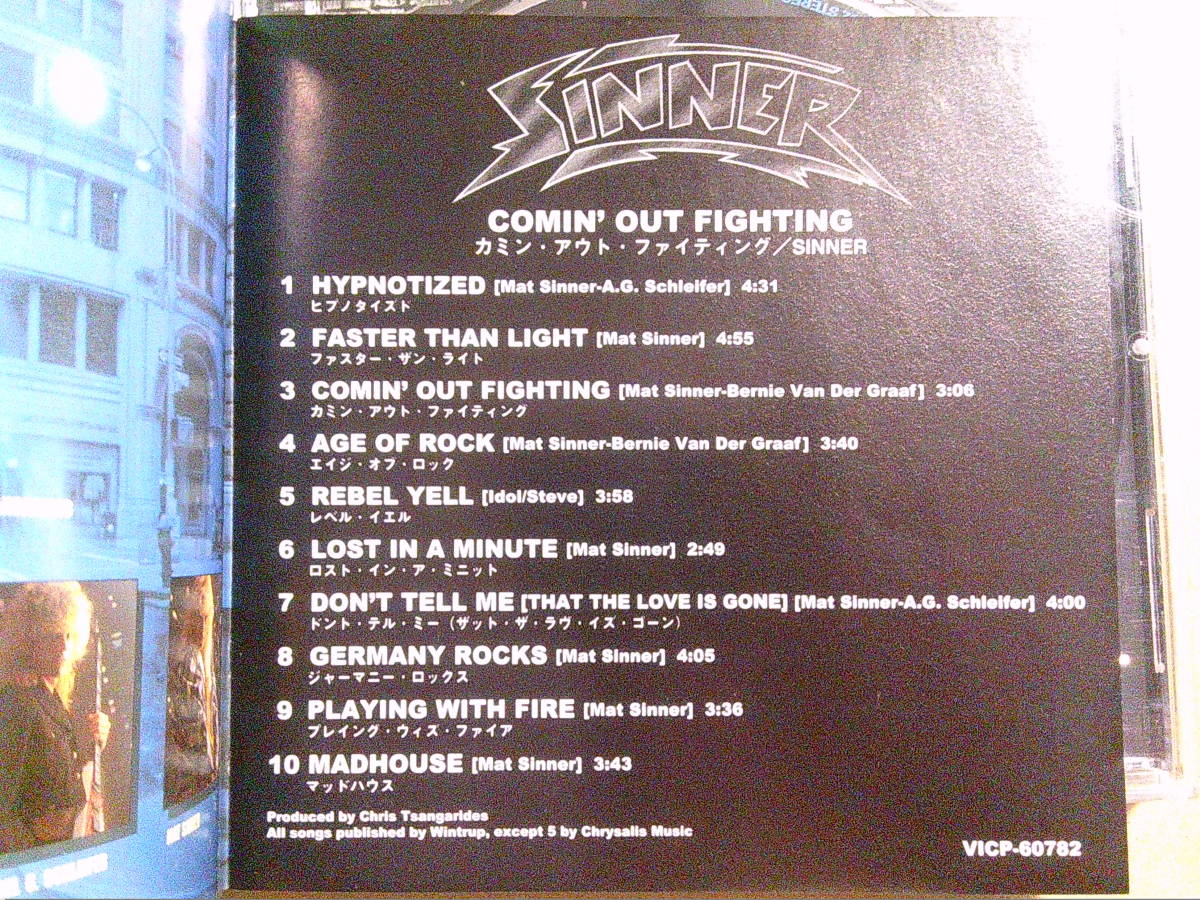 SINNER
COMIN' OUT FIGHTING
カミン・アウト・ファイティング／SINNER
1 HYPNOTIZED [Mat Sinner-A.G. Schleifer] 4:31
ヒプノタイスト
2 FASTER THAN LIGHT [Mat Sinner] 4:55
ファスター・ザン・ライト
3 COMIN' OUT FIGHTING [Mat Sinner-Bernie Van Der Graaf] 3:06
カミン・アウト・ファイティング
4 AGE OF ROCK [Mat Sinner-Bernie Van Der Graaf] 3:40
エイジ・オブ・ロック
5 REBEL YELL [Idol/Steve] 3:58
レベル・イエル
6 LOST IN A MINUTE [Mat Sinner] 2:49
ロスト・イン・ア・ミニット
7 DON'T TELL ME [THAT THE LOVE IS GONE] [Mat Sinner-A.G. Schleifer] 4:00
ドント・テル・ミー（ザット・ザ・ラヴ・イズ・ゴーン）
8 GERMANY ROCKS [Mat Sinner] 4:05
ジャーマニー・ロックス
9 PLAYING WITH FIRE [Mat Sinner] 3:36
プレイング・ウィズ・ファイア
10 MADHOUSE [Mat Sinner] 3:43
マッドハウス
Produced by Chris Tsangarides
All songs published by Wintrup, except 5 by Chrysalis Music
VICP-60782